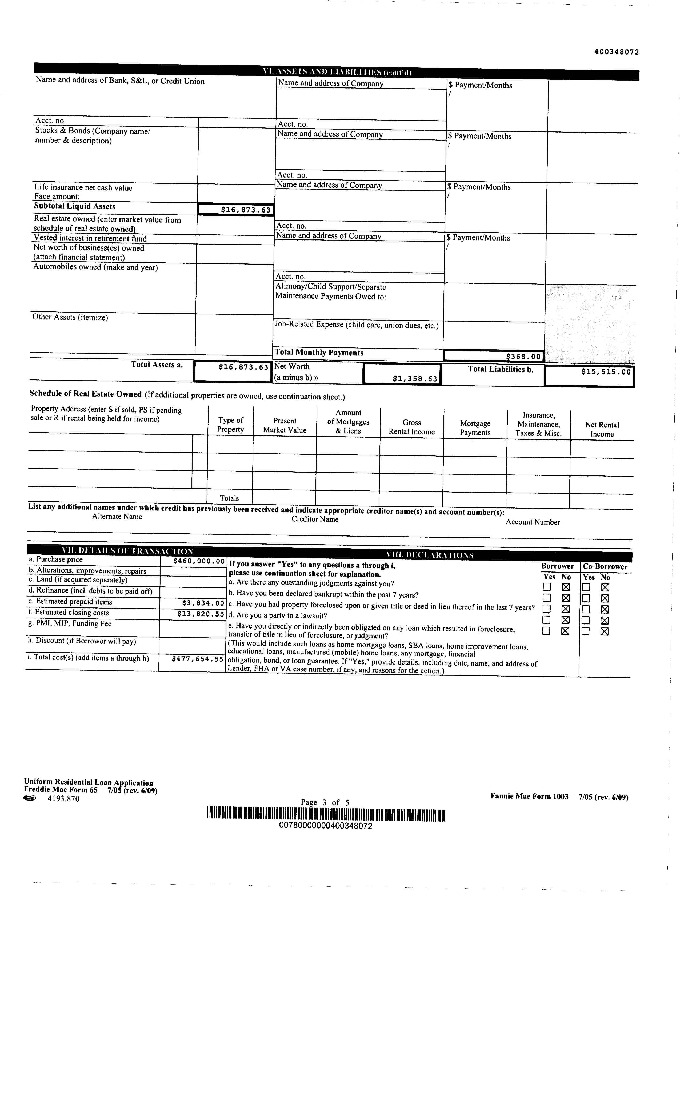 400348072
VI. ASSETS AND LIABILITIES (cont'd)
Name and address of Bank, S&L, or Credit Union
Name and address of Company
$ Payment/Months
/
Acct. no.
Acct. no.
Stocks & Bonds (Company name/
number & description)
Name and address of Company
$ Payment/Months
/
Acct. no.
Life insurance net cash value
Face amount:
Name and address of Company
$ Payment/Months
/
Subtotal Liquid Assets
$16,873.63
Real estate owned (enter market value from
schedule of real estate owned)
Acct. no.
Vested interest in retirement fund
Name and address of Company
$ Payment/Months
/
Net worth of business(es) owned
(attach financial statement)
Automobiles owned (make and year)
Acct. no.
Alimony/Child Support/Separate
Maintenance Payments Owed to:
Other Assets (itemize)
Job-Related Expense (child care, union dues, etc.)
Total Monthly Payments
$368.00
Total Assets a.
$16,873.63
Net Worth
(a minus b) »
$1,358.63
Total Liabilities b.
$15,515.00
Schedule of Real Estate Owned (If additional properties are owned, use continuation sheet.)
Property Address (enter S if sold, PS if pending
sale or R if rental being held for income)
Type of
Property
Present
Market Value
Amount
of Mortgages
& Liens
Gross
Rental Income
Mortgage
Payments
Insurance,
Maintenance,
Taxes & Misc.
Net Rental
Income
Totals
List any additional names under which credit has previously been received and indicate appropriate creditor name(s) and account number(s):
Alternate Name
Creditor Name
Account Number
VII. DETAILS OF TRANSACTION
a. Purchase price
$460,000.00
b. Alterations, improvements, repairs
c. Land (if acquired separately)
d. Refinance (incl. debts to be paid off)
e. Estimated prepaid items
$3,834.00
f. Estimated closing costs
g. PMI, MIP, Funding Fee
h. Discount (if Borrower will pay)
i. Total cost(s) (add items a through h)
VIII. DECLARATIONS
If you answer "Yes" to any questions a through i,
please use continuation sheet for explanation.
Borrower
Co-Borrower
Yes No
Yes No
a. Are there any outstanding judgments against you?
b. Have you been declared bankrupt within the past 7 years?
c. Have you had property foreclosed upon or given title or deed in lieu thereof in the last 7 years?
d. Are you a party to a lawsuit?
e. Have you directly or indirectly been obligated on any loan which resulted in foreclosure,
transfer of title in lieu of foreclosure, or judgment?
(This would include such loans as home mortgage loans, SBA loans, home improvement loans,
educational loans, manufactured (mobile) home loans, any mortgage, financial
obligation, bond, or loan guarantee. If "Yes," provide details, including date, name, and address of
Lender, FHA or VA case number, if any, and reasons for the action.)
Uniform Residential Loan Application
Freddie Mac Form 65 7/05 (rev. 6/09)
4193.870
Page 3 of 5
Fannie Mae Form 1003 7/05 (rev. 6/09)
00780000000400348072